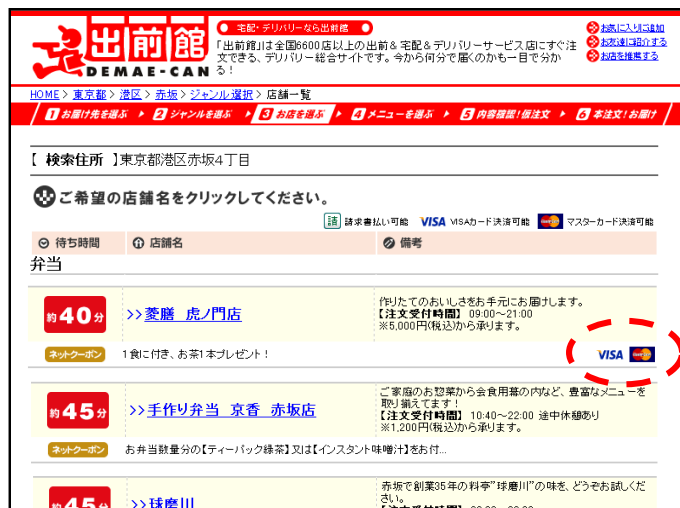 出前館
DEMAE-CAN
宅配・デリバリーなら出前館
「出前館」は全国6600店以上の出前&宅配&デリバリーサービス店にすぐ注
文できる、デリバリー総合サイトです。今から何分で届くのかも一目で分か
る!
お気に入りに追加
お友達に紹介する
お店を推薦する
HOME > 東京都 > 港区 > 赤坂 > ジャンル選択 > 店舗一覧
1 お届け先を選ぶ 2 ジャンルを選ぶ 3 お店を選ぶ 4 メニューを選ぶ 5 内容確認!仮注文 6 本注文!お届け
【 検索住所 】東京都港区赤坂4丁目
ご希望の店舗名をクリックしてください。
請 請求書払い可能 VISA VISAカード決済可能 マスターカード決済可能
待ち時間 店舗名 備考
弁当
約40分
>>菱膳 虎ノ門店
作りたてのおいしさをお手元にお届けします。
【注文受付時間】 09:00~21:00
※5,000円(税込)から承ります。
ネットクーポン 1食に付き、お茶1本プレゼント! VISA
約45分
>>手作り弁当 京香 赤坂店
ご家庭のお惣菜から会食用幕の内など、豊富なメニューを
取り揃えてます!
【注文受付時間】 10:40~22:00 途中休憩あり
※1,200円(税込)から承ります。
ネットクーポン お弁当数量分の【ティーバック緑茶】又は【インスタント味噌汁】をお付...
約45分
>>球磨川
赤坂で創業35年の料亭"球磨川"の味を、どうぞお試しくだ
さい。